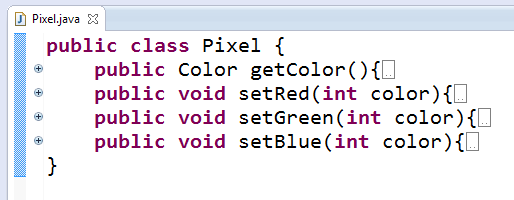 Pixel.java
public class Pixel {
public Color getColor(){..
public void setRed(int color){..
public void setGreen(int color){..
public void setBlue(int color){..
}